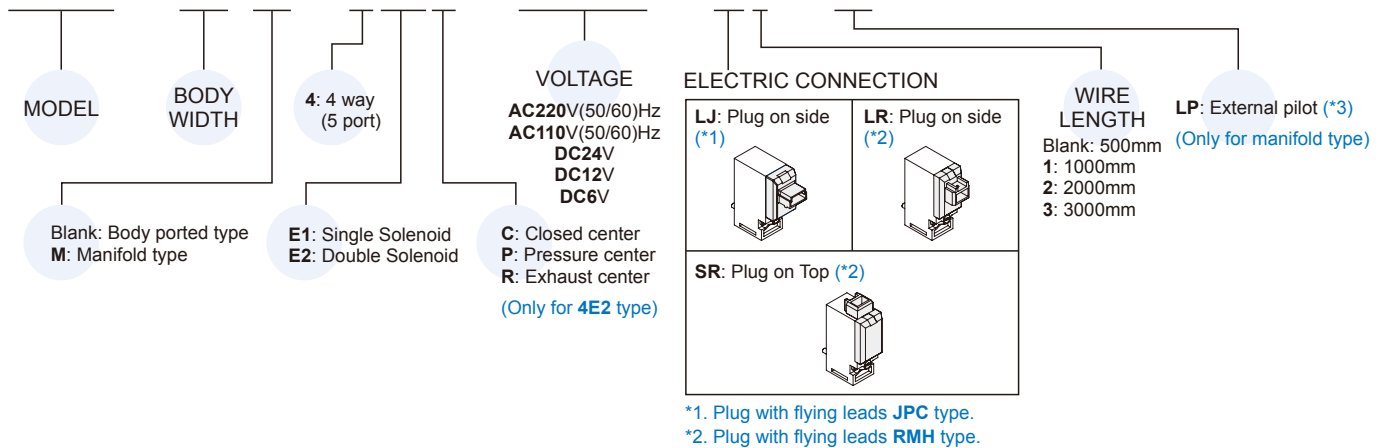 MODEL
BODY
WIDTH
4: 4 way
(5 port)
VOLTAGE
AC220V(50/60)Hz
AC110V(50/60)Hz
DC24V
DC12V
DC6V
ELECTRIC CONNECTION
LJ: Plug on side
(*1)
LR: Plug on side
(*2)
SR: Plug on Top (*2)
WIRE
LENGTH
Blank: 500mm
1: 1000mm
2: 2000mm
3: 3000mm
LP: External pilot (*3)
(Only for manifold type)
Blank: Body ported type
M: Manifold type
E1: Single Solenoid
E2: Double Solenoid
C: Closed center
P: Pressure center
R: Exhaust center
(Only for 4E2 type)
*1. Plug with flying leads JPC type.
*2. Plug with flying leads RMH type.